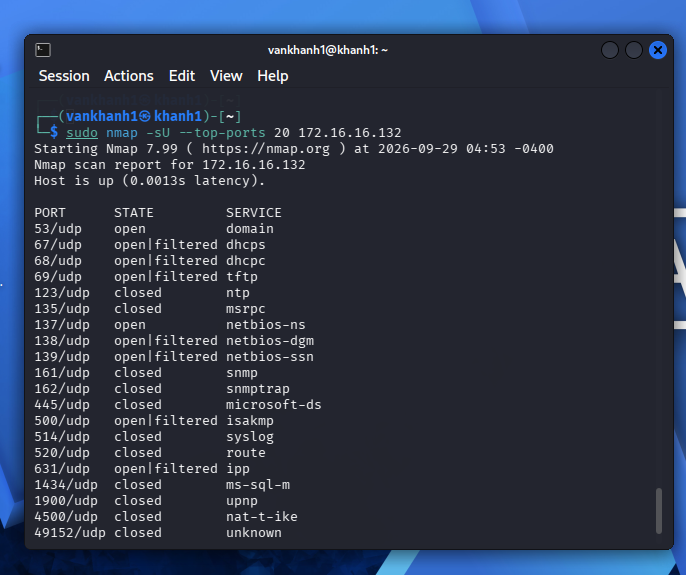 vankhanh1@khanh1: ~
Session Actions Edit View Help
┌──(vankhanh1㉿khanh1)-[~]
└─$ sudo nmap -sU --top-ports 20 172.16.16.132
Starting Nmap 7.99 ( https://nmap.org ) at 2026-09-29 04:53 -0400
Nmap scan report for 172.16.16.132
Host is up (0.0013s latency).
PORT      STATE         SERVICE
53/udp    open          domain
67/udp    open|filtered dhcps
68/udp    open|filtered dhcpc
69/udp    open|filtered tftp
123/udp   closed        ntp
135/udp   closed        msrpc
137/udp   open          netbios-ns
138/udp   open|filtered netbios-dgm
139/udp   open|filtered netbios-ssn
161/udp   closed        snmp
162/udp   closed        snmptrap
445/udp   closed        microsoft-ds
500/udp   open|filtered isakmp
514/udp   closed        syslog
520/udp   closed        route
631/udp   open|filtered ipp
1434/udp  closed        ms-sql-m
1900/udp  closed        upnp
4500/udp  closed        nat-t-ike
49152/udp closed        unknown